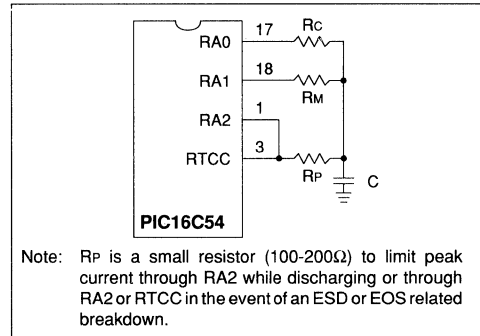 17
RC
RA0
18
RA1
RM
1
RA2
3
RTCC
RP
C
PIC16C54
Note: RP is a small resistor (100-200Ω) to limit peak
current through RA2 while discharging or through
RA2 or RTCC in the event of an ESD or EOS related
breakdown.